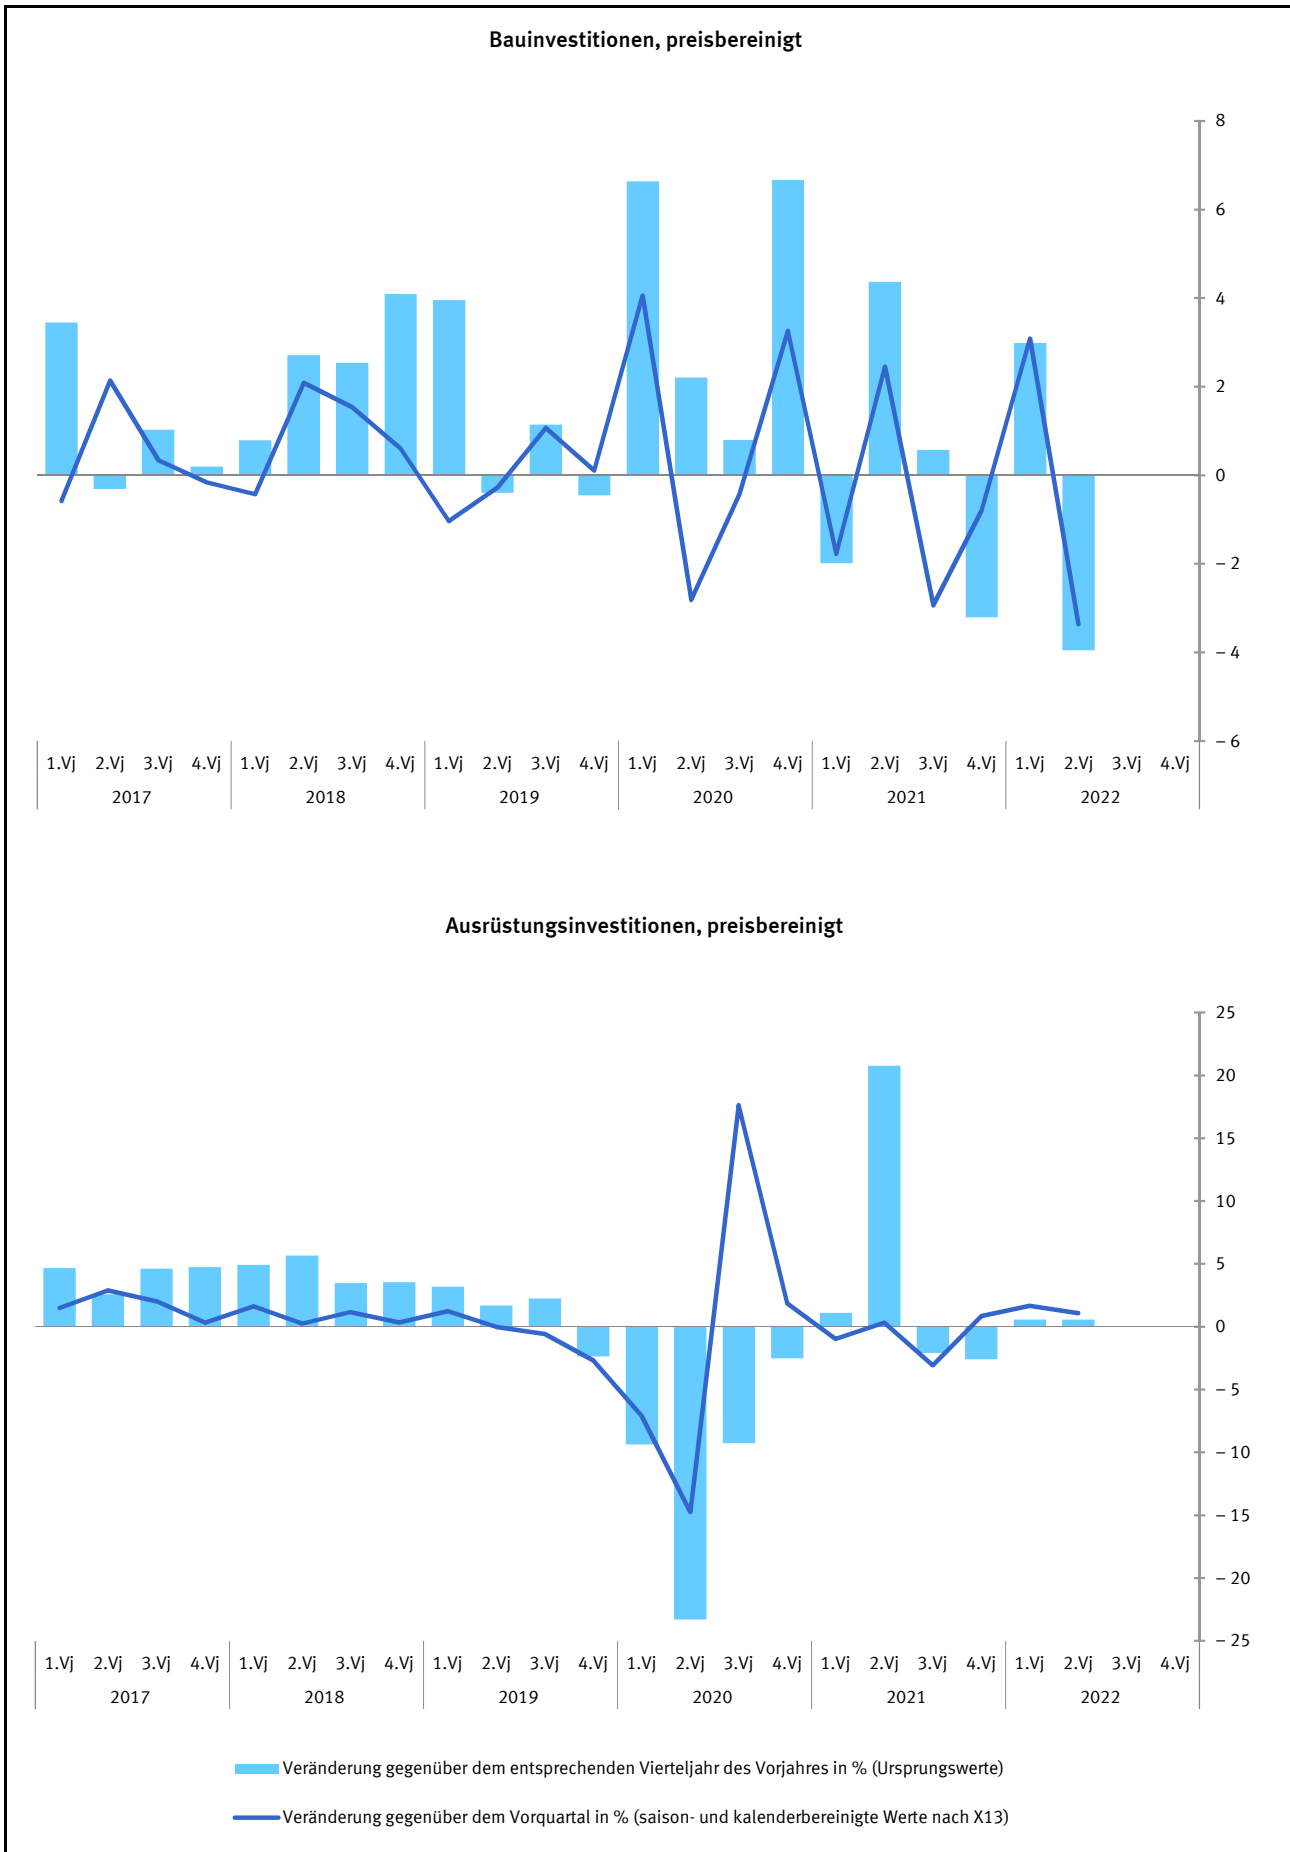 Bauinvestitionen, preisbereinigt
8
6
4
2
0
– 2
– 4
– 6
1.Vj 2.Vj 3.Vj 4.Vj 1.Vj 2.Vj 3.Vj 4.Vj 1.Vj 2.Vj 3.Vj 4.Vj 1.Vj 2.Vj 3.Vj 4.Vj 1.Vj 2.Vj 3.Vj 4.Vj 1.Vj 2.Vj 3.Vj 4.Vj
2017 2018 2019 2020 2021 2022
Ausrüstungsinvestitionen, preisbereinigt
25
20
15
10
5
0
– 5
– 10
– 15
– 20
– 25
1.Vj 2.Vj 3.Vj 4.Vj 1.Vj 2.Vj 3.Vj 4.Vj 1.Vj 2.Vj 3.Vj 4.Vj 1.Vj 2.Vj 3.Vj 4.Vj 1.Vj 2.Vj 3.Vj 4.Vj 1.Vj 2.Vj 3.Vj 4.Vj
2017 2018 2019 2020 2021 2022
Veränderung gegenüber dem entsprechenden Vierteljahr des Vorjahres in % (Ursprungswerte)
Veränderung gegenüber dem Vorquartal in % (saison- und kalenderbereinigte Werte nach X13)